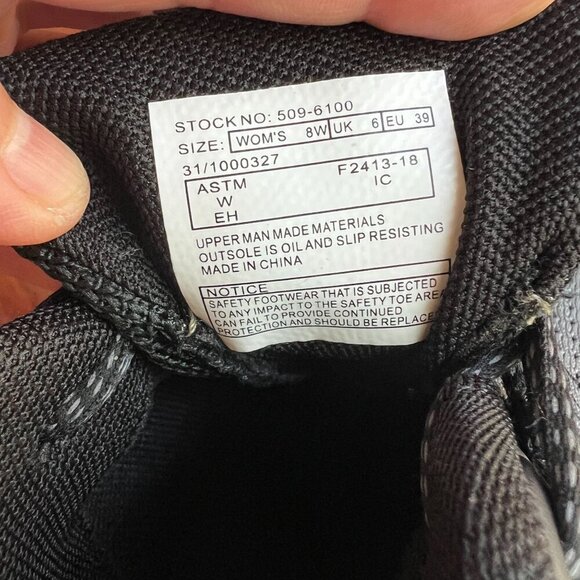 STOCK NO: 509-6100
SIZE: WOM'S 8W UK 6 EU 39
31/1000327
ASTM F2413-18
W IC
EH
UPPER MAN MADE MATERIALS
OUTSOLE IS OIL AND SLIP RESISTING
MADE IN CHINA
NOTICE
SAFETY FOOTWEAR THAT IS SUBJECTED
TO ANY IMPACT TO THE SAFETY TOE AREA
CAN FAIL TO PROVIDE CONTINUED
PROTECTION AND SHOULD BE REPLACE